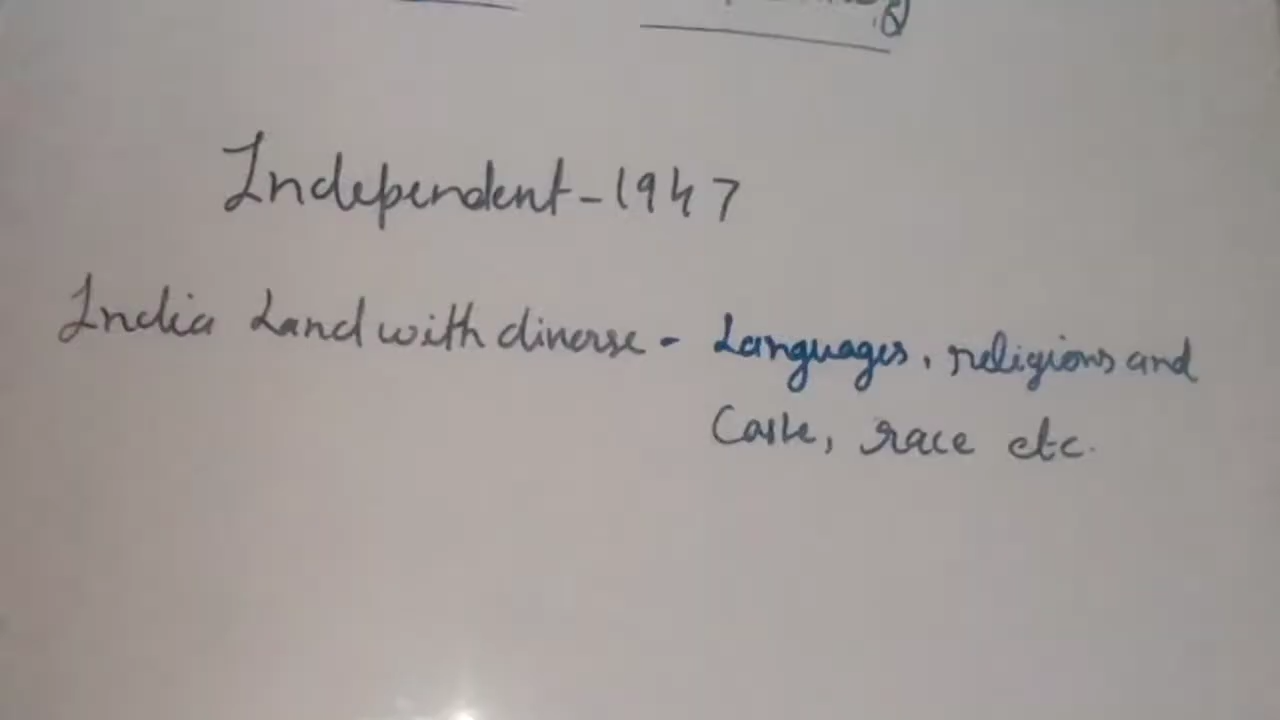 Independent - 1947
India Land with diverse - Languages, religions and
Caste, race etc.